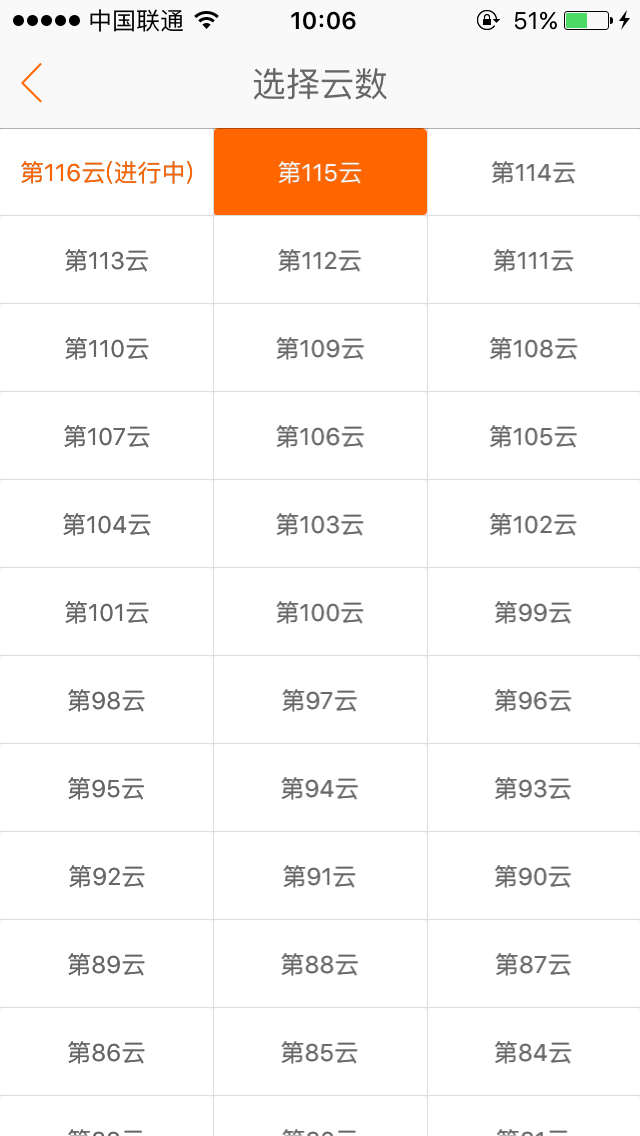 中国联通 10:06 51%
选择云数
第116云(进行中) 第115云 第114云
第113云 第112云 第111云
第110云 第109云 第108云
第107云 第106云 第105云
第104云 第103云 第102云
第101云 第100云 第99云
第98云 第97云 第96云
第95云 第94云 第93云
第92云 第91云 第90云
第89云 第88云 第87云
第86云 第85云 第84云